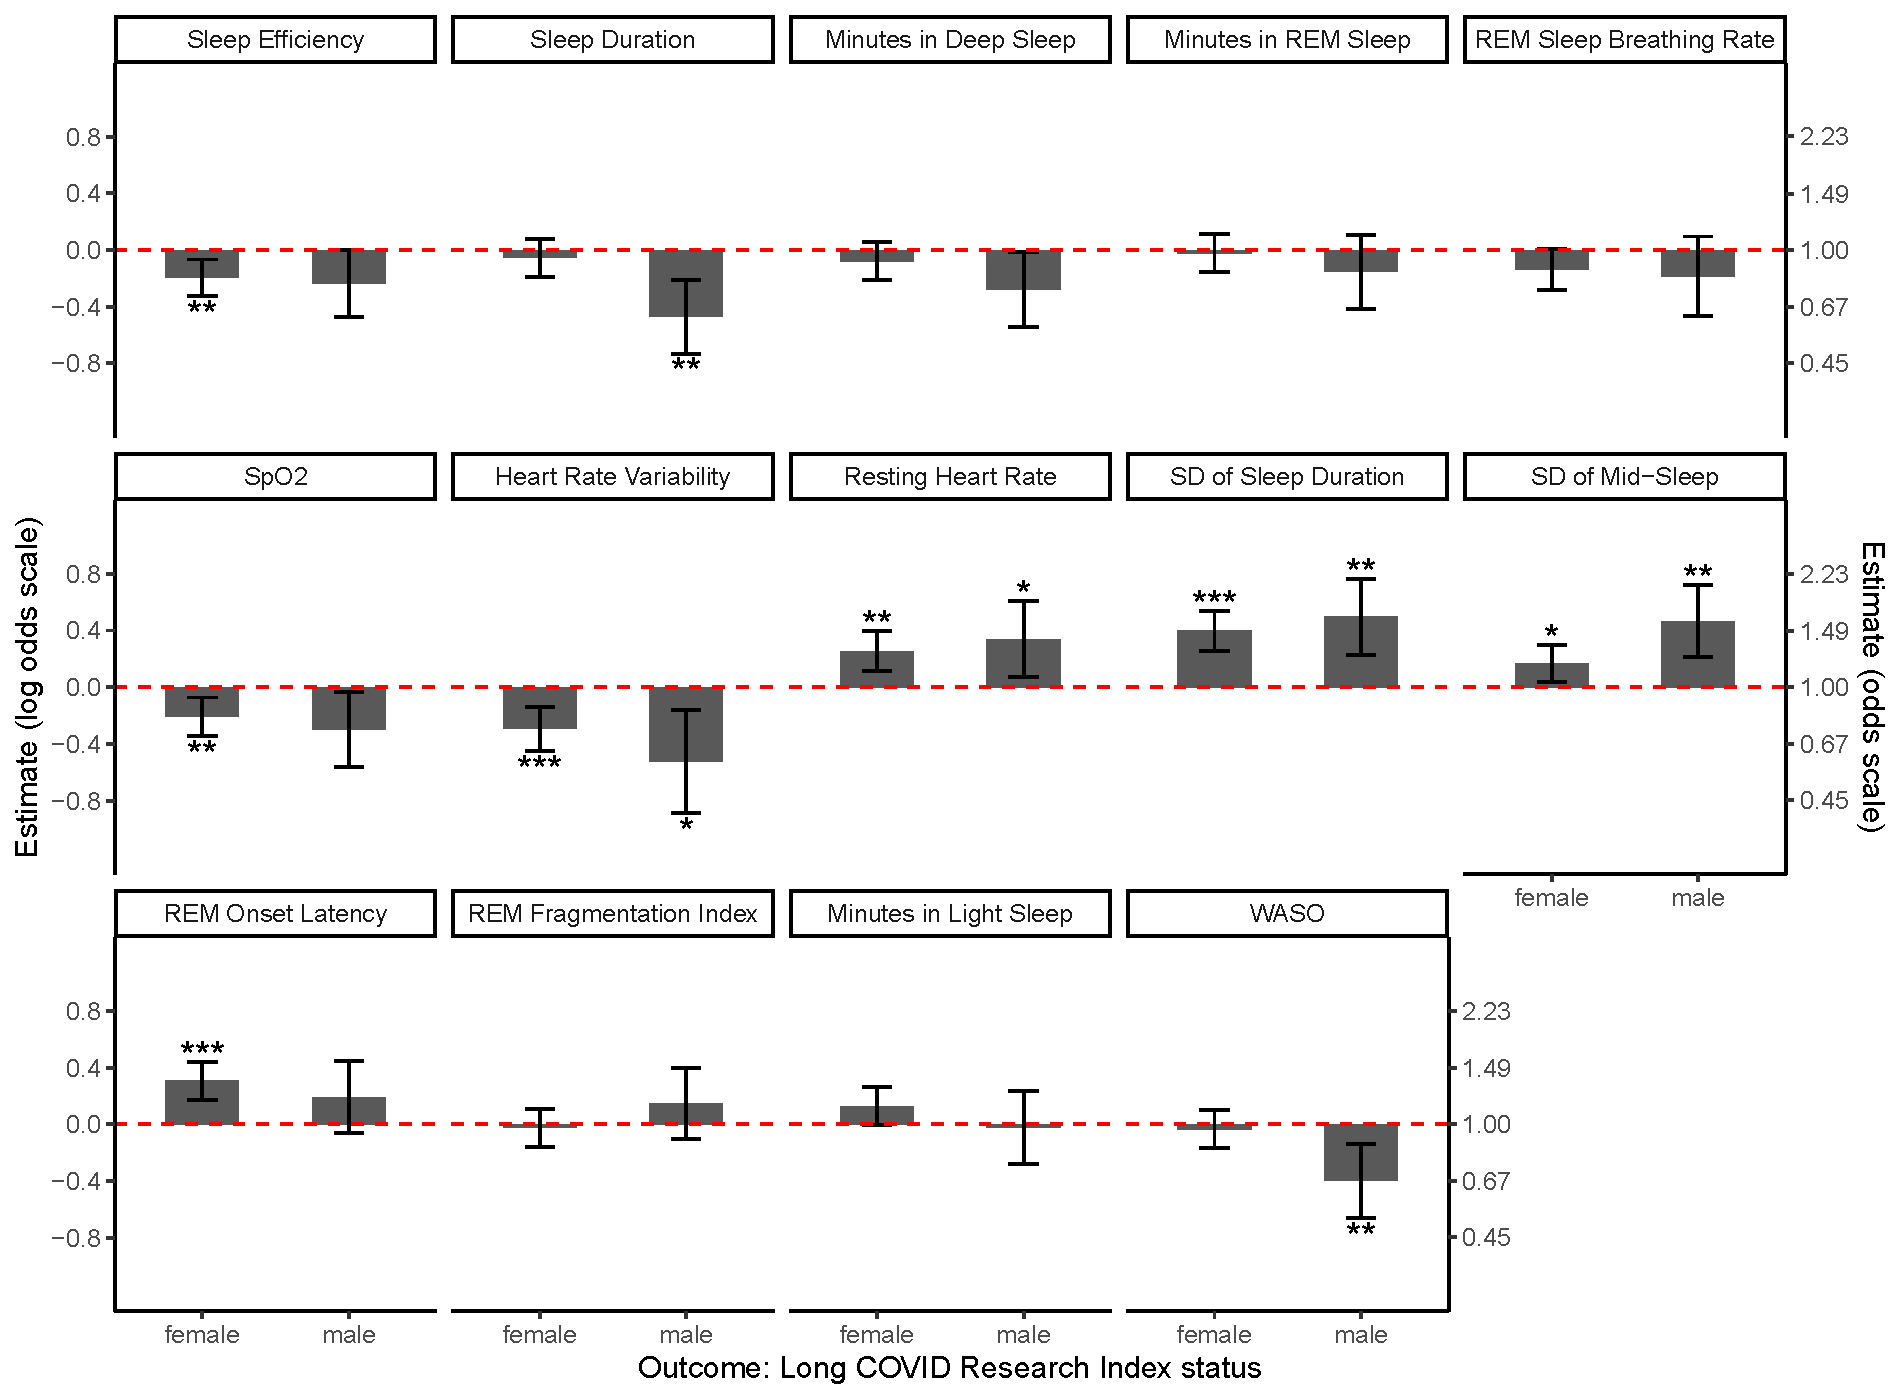 Sleep Efficiency Sleep Duration Minutes in Deep Sleep Minutes in REM Sleep REM Sleep Breathing Rate
0.8 2.23
0.4 1.49
0.0 1.00
−0.4 ** 0.67
−0.8 ** 0.45
SpO2 Heart Rate Variability Resting Heart Rate SD of Sleep Duration SD of Mid−Sleep
0.8 ** * *** ** * ** 2.23
0.4 1.49
0.0 1.00
−0.4 ** *** 0.67
−0.8 * 0.45
Estimate (log odds scale)
Estimate (odds scale)
female male
REM Onset Latency REM Fragmentation Index Minutes in Light Sleep WASO
0.8 2.23
0.4 *** 1.49
0.0 1.00
−0.4 0.67
−0.8 ** 0.45
female male female male female male female male
Outcome: Long COVID Research Index status